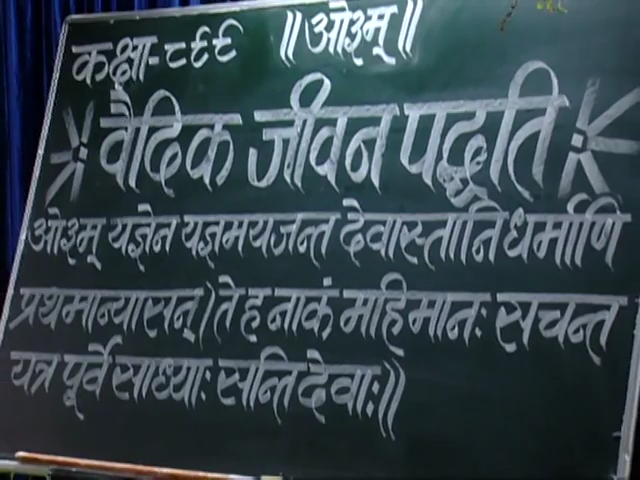 कक्षा-८६६ ॥ओ३म्॥
वैदिक जीवन पद्धति
ओ३म् यज्ञेन यज्ञमयजन्त देवास्तानि धर्माणि
प्रथमान्यासन्। ते ह नाकं महिमानः सचन्त
यत्र पूर्वे साध्याः सन्ति देवाः॥